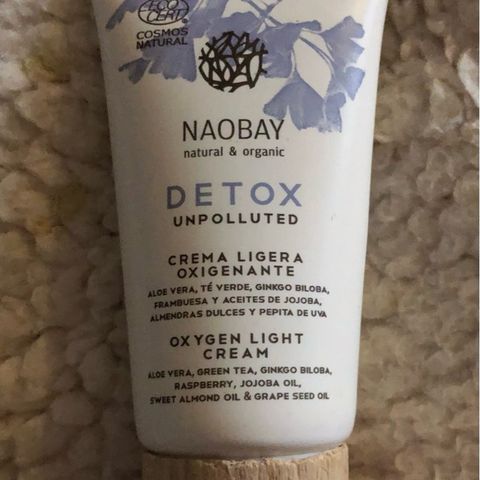 ECO
CERT
COSMOS
NATURAL
NAOBAY
natural & organic
DETOX
UNPOLLUTED
CREMA LIGERA
OXIGENANTE
ALOE VERA, TÉ VERDE, GINKGO BILOBA,
FRAMBUESA Y ACEITES DE JOJOBA,
ALMENDRAS DULCES Y PEPITA DE UVA
OXYGEN LIGHT
CREAM
ALOE VERA, GREEN TEA, GINKGO BILOBA,
RASPBERRY, JOJOBA OIL,
SWEET ALMOND OIL & GRAPE SEED OIL